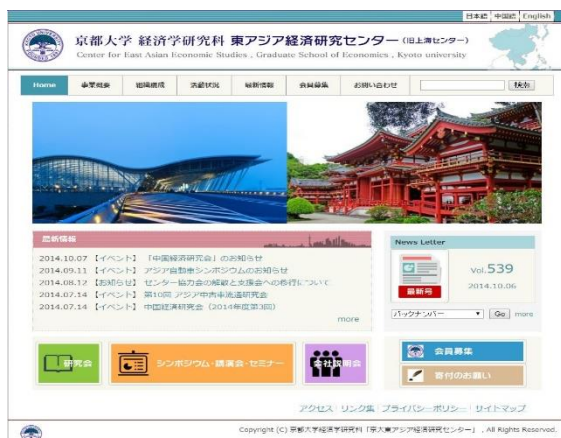 日本語 中国語 English
京都大学 経済学研究科 東アジア経済研究センター (旧上海センター)
Center for East Asian Economic Studies , Graduate School of Economics , Kyoto university
Home 事業概要 組織構成 活動状況 最新情報 会員募集 お問い合わせ 検索
最新情報
2014.10.07 【イベント】 「中国経済研究会」のお知らせ
2014.09.11 【イベント】 アジア自動車シンポジウムのお知らせ
2014.08.12 【お知らせ】 センター協力会の解散と支援会への移行について
2014.07.14 【イベント】 第10回 アジア中古車流通研究会
2014.07.14 【イベント】 中国経済研究会 (2014年度第3回)
more
News Letter
最新号
Vol.539
2014.10.06
バックナンバー Go more
研究会
シンポジウム・講演会・セミナー
会社説明会
会員募集
寄付のお願い
アクセス リンク集 プライバシーポリシー サイトマップ
Copyright (C) 京都大学経済学研究科「京大東アジア経済研究センター」 , All Rights Reserved.